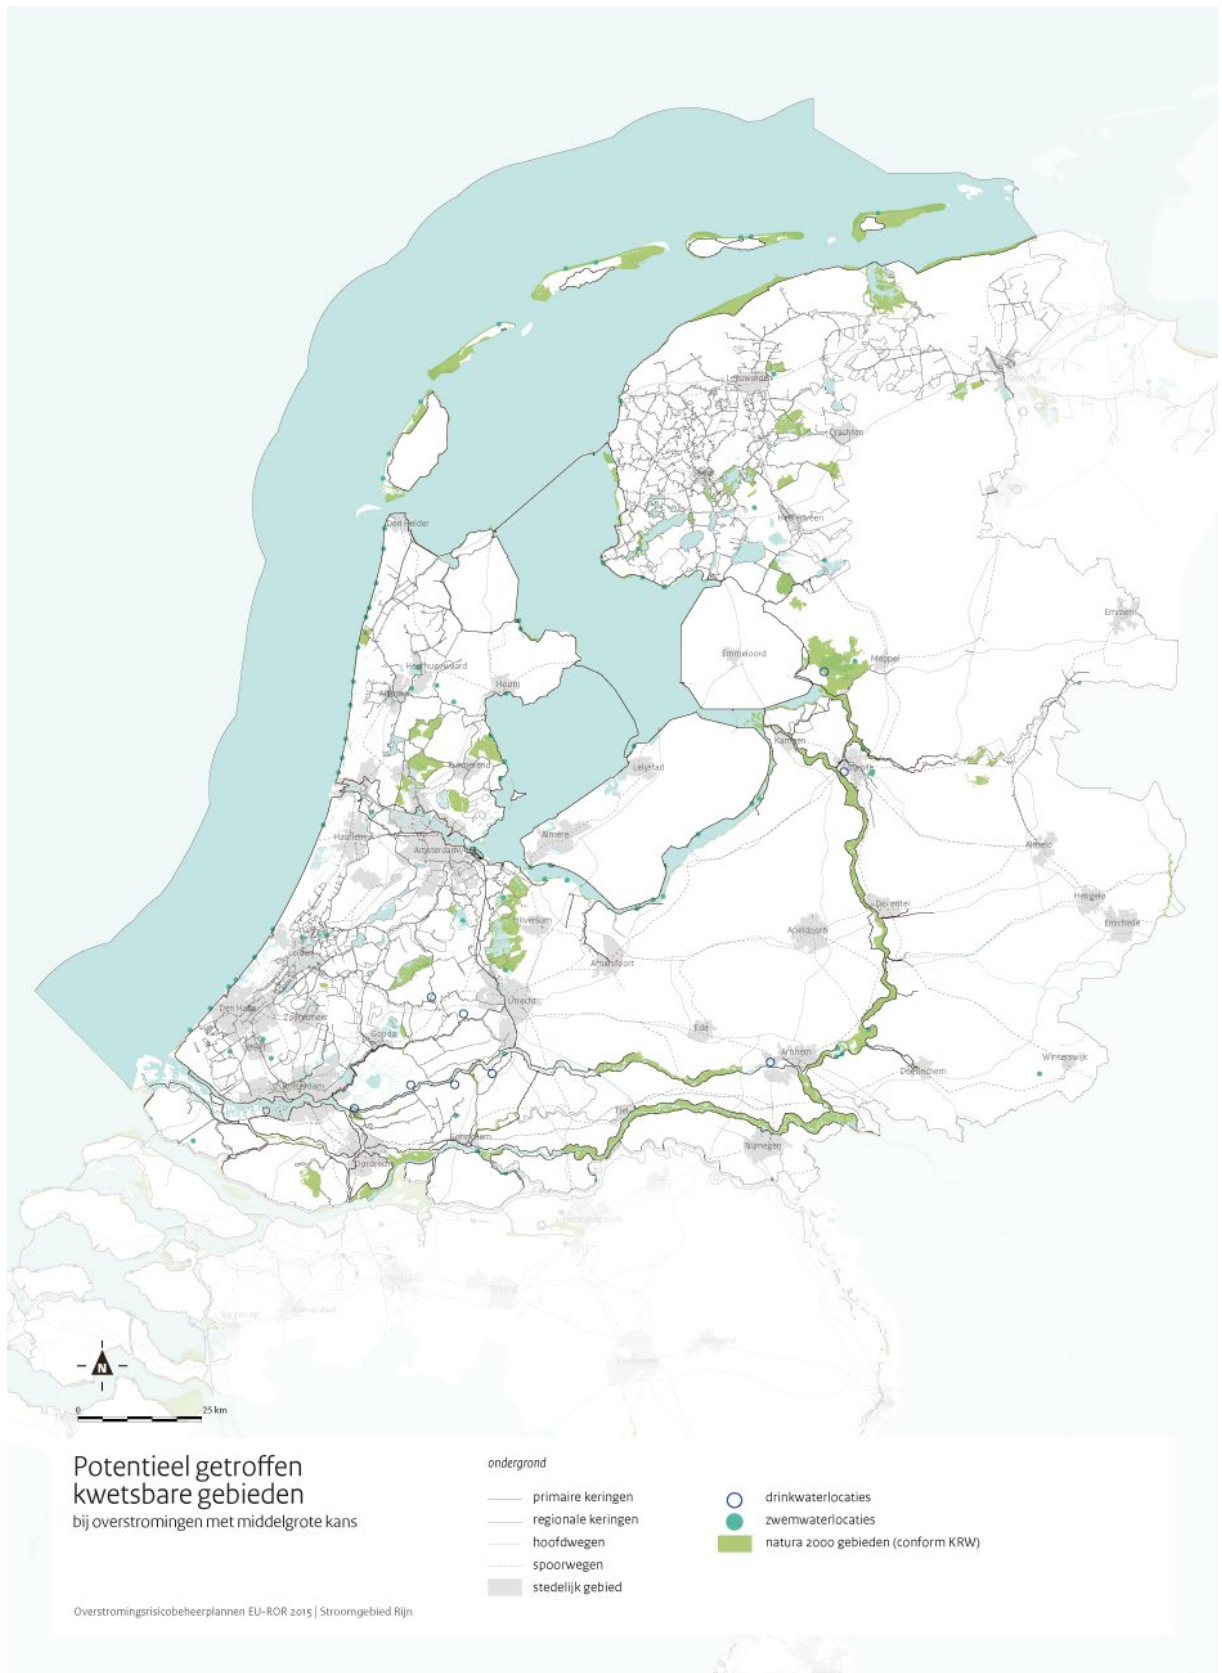 Leeuwarden
Drachten
Den Helder
Heerenveen
Emmen
Emmeloord
Meppel
Heerhugowaard
Hoorn
Alkmaar
Kampen
Zwolle
Lelystad
Purmerend
Almere
Haarlem
Amsterdam
Almelo
Hengelo
Enschede
Deventer
Hilversum
Apeldoorn
Amersfoort
Leiden
Utrecht
Den Haag
Zoetermeer
Gouda
Ede
Delft
Arnhem
Winterswijk
Doetinchem
Rotterdam
Tiel
Gorinchem
Nijmegen
Dordrecht
N
0 25 km
Potentieel getroffen
kwetsbare gebieden
bij overstromingen met middelgrote kans
ondergrond
primaire keringen
regionale keringen
hoofdwegen
spoorwegen
stedelijk gebied
drinkwaterlocaties
zwemwaterlocaties
natura 2000 gebieden (conform KRW)
Overstromingsrisicobeheerplannen EU-ROR 2015 | Stroomgebied Rijn